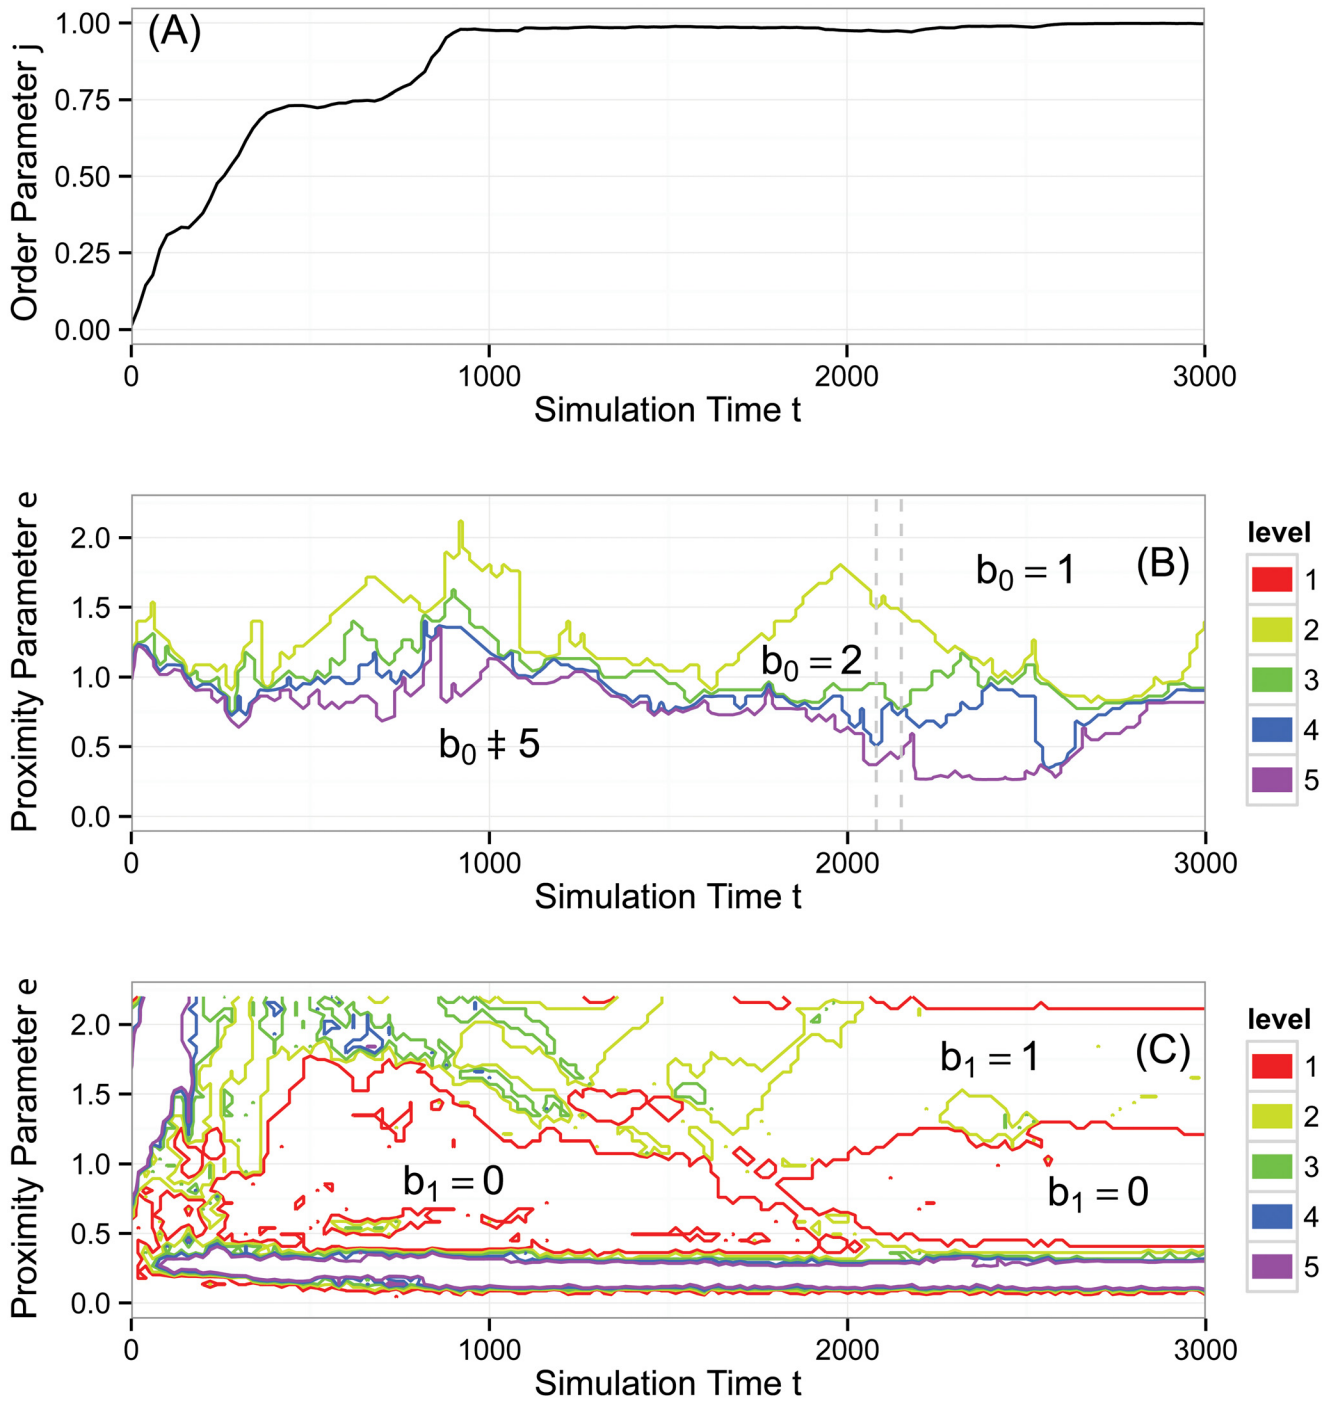 (A)
Order Parameter j
1.00
0.75
0.50
0.25
0.00
0 1000 2000 3000
Simulation Time t
(B)
Proximity Parameter e
2.0
1.5
1.0
0.5
0.0
b₀ = 1
b₀ = 2
b₀ ‡ 5
0 1000 2000 3000
Simulation Time t
level
1
2
3
4
5
(C)
Proximity Parameter e
2.0
1.5
1.0
0.5
0.0
b₁ = 1
b₁ = 0
b₁ = 0
0 1000 2000 3000
Simulation Time t
level
1
2
3
4
5